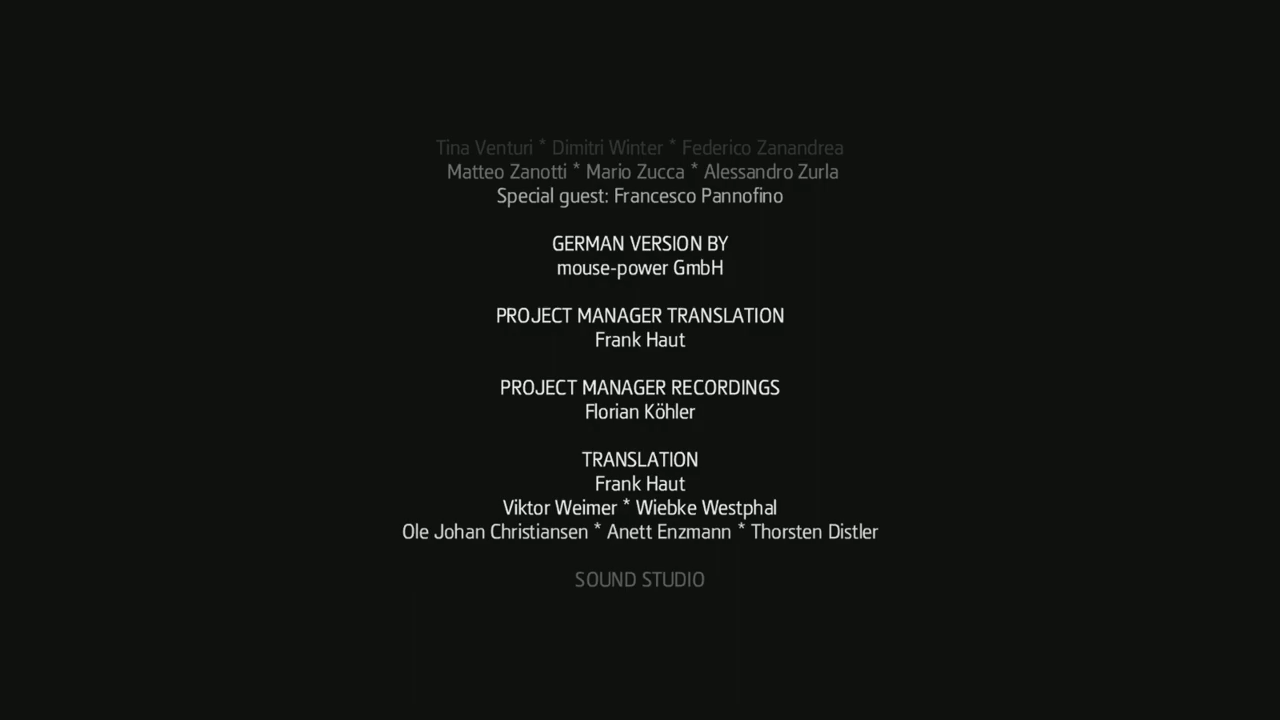 Tina Venturi * Dimitri Winter * Federico Zanandrea
Matteo Zanotti * Mario Zucca * Alessandro Zurla
Special guest: Francesco Pannofino
GERMAN VERSION BY
mouse-power GmbH
PROJECT MANAGER TRANSLATION
Frank Haut
PROJECT MANAGER RECORDINGS
Florian Köhler
TRANSLATION
Frank Haut
Viktor Weimer * Wiebke Westphal
Ole Johan Christiansen * Anett Enzmann * Thorsten Distler
SOUND STUDIO